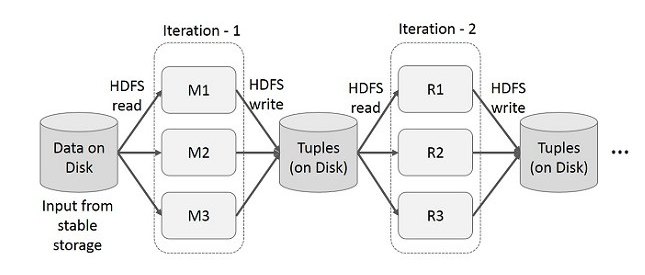 Iteration - 1
Iteration - 2
HDFS
read
M1
HDFS
write
HDFS
read
R1
HDFS
write
Data on
Disk
M2
Tuples
(on Disk)
R2
Tuples
(on Disk)
...
Input from
stable
storage
M3
R3